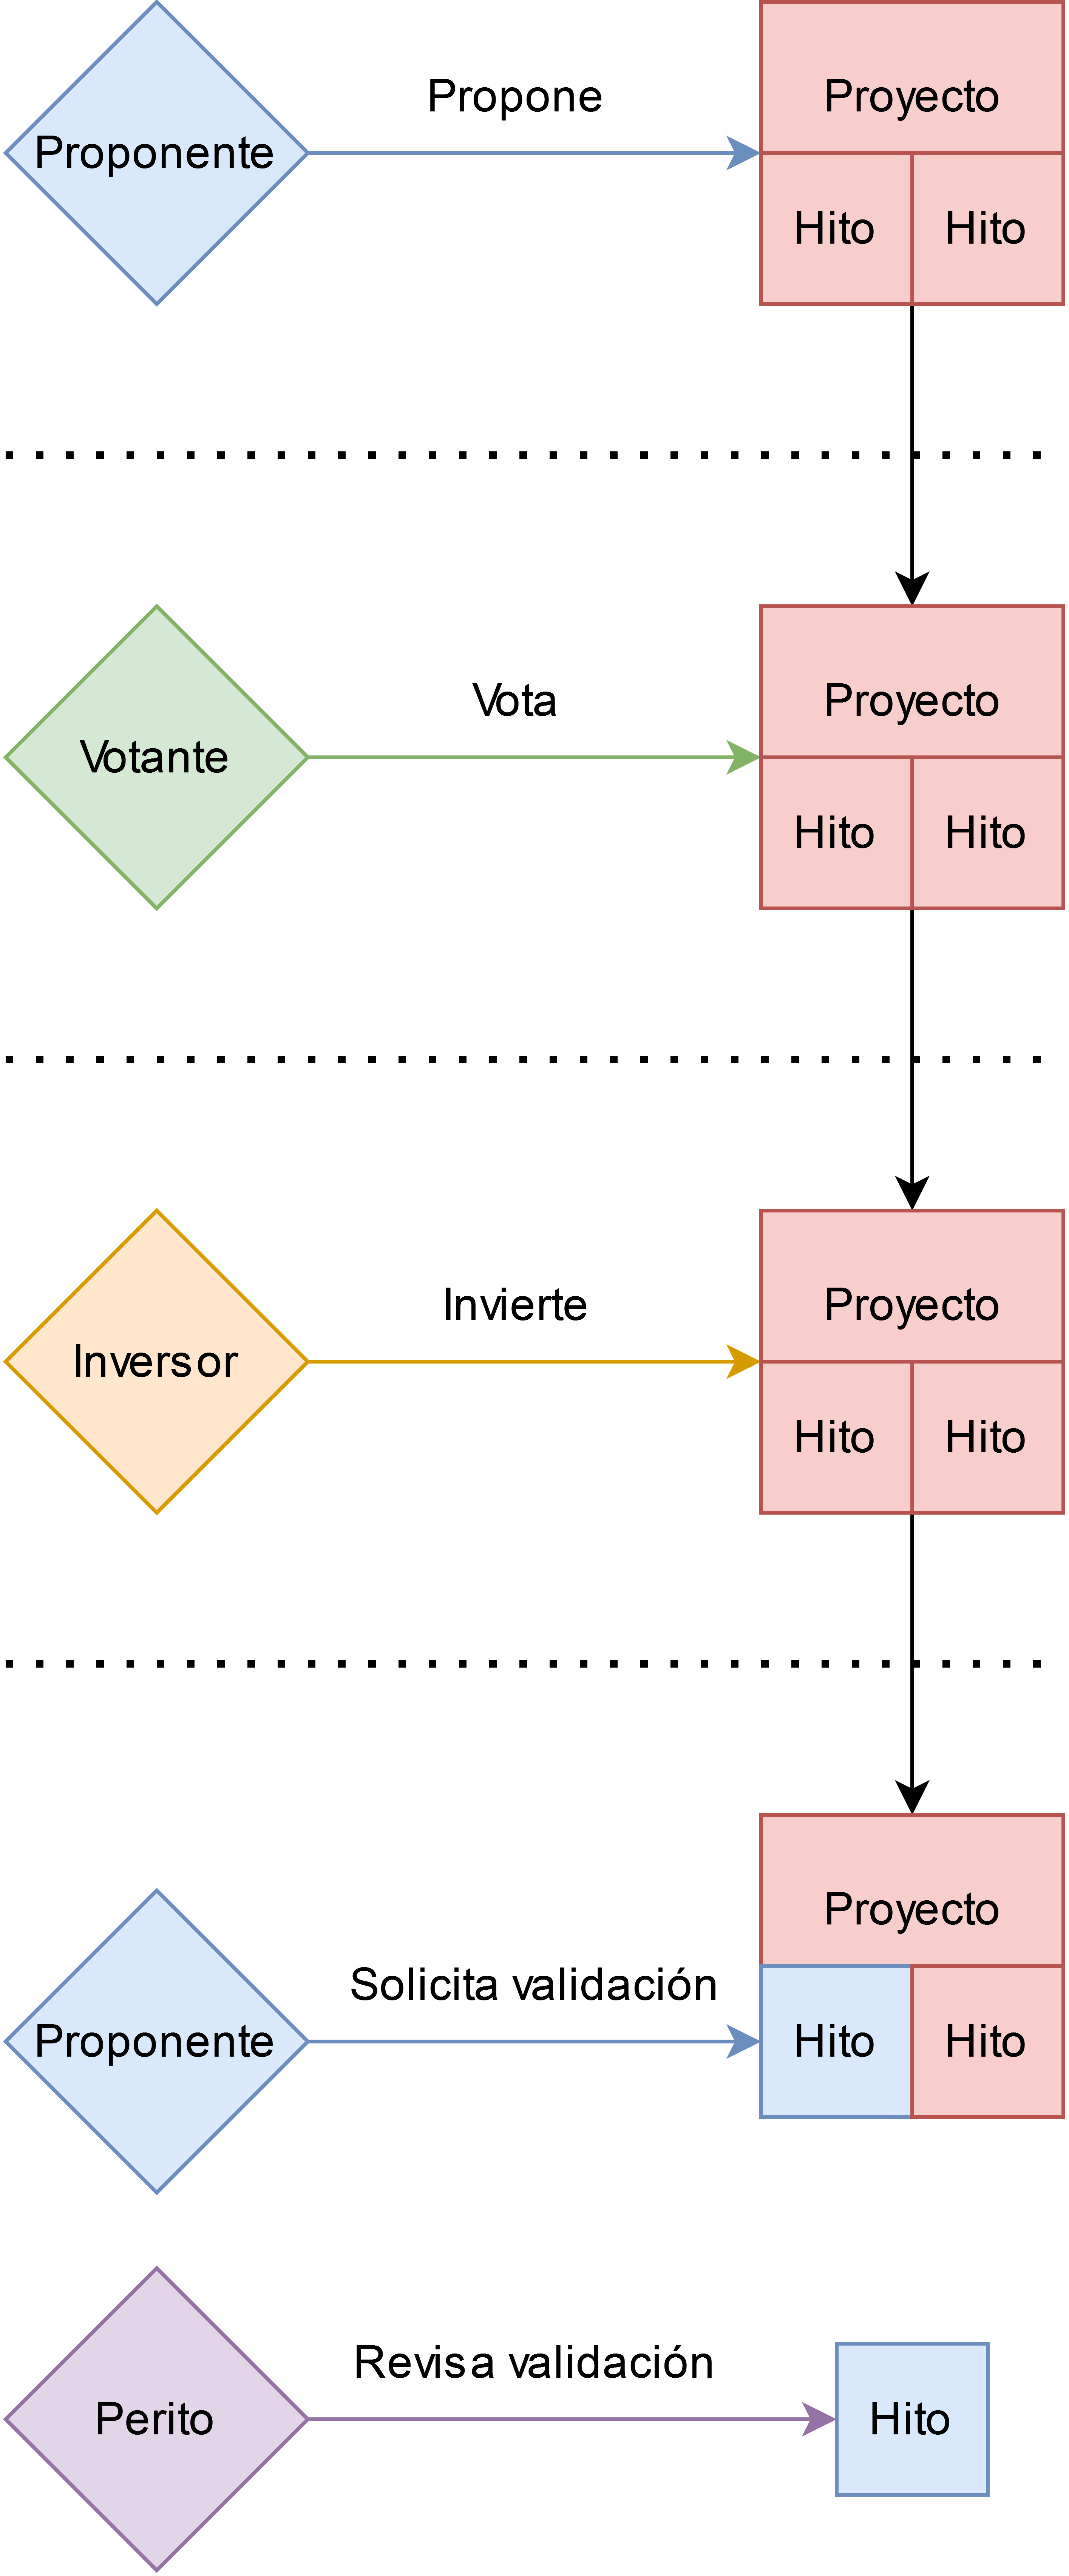 Proponente
Propone
Proyecto
Hito
Hito
Votante
Vota
Proyecto
Hito
Hito
Inversor
Invierte
Proyecto
Hito
Hito
Proponente
Solicita validación
Proyecto
Hito
Hito
Perito
Revisa validación
Hito